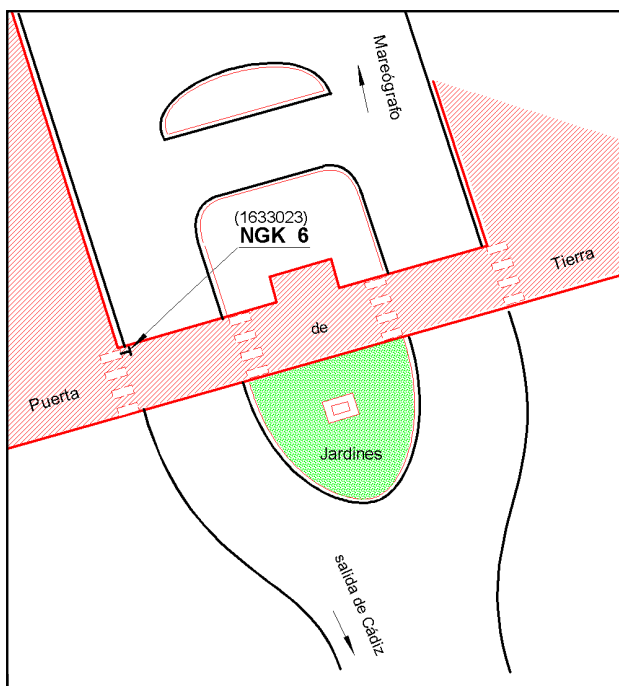 Mareógrafo
(1633023)
NGK 6
Tierra
de
Puerta
Jardines
salida de Cádiz